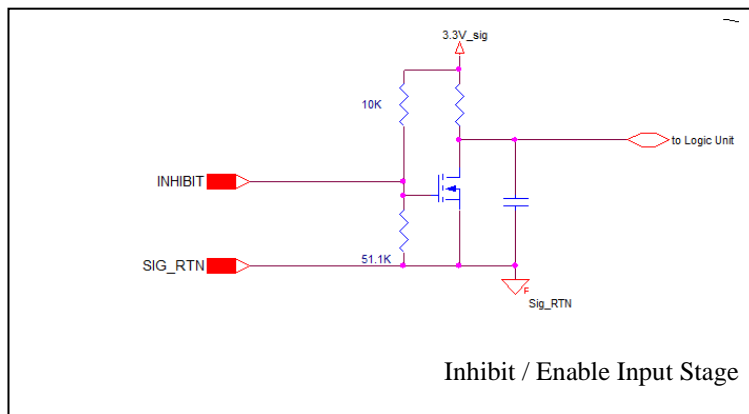 3.3V_sig
10K
to Logic Unit
INHIBIT
SIG_RTN
51.1K
F
Sig_RTN
Inhibit / Enable Input Stage